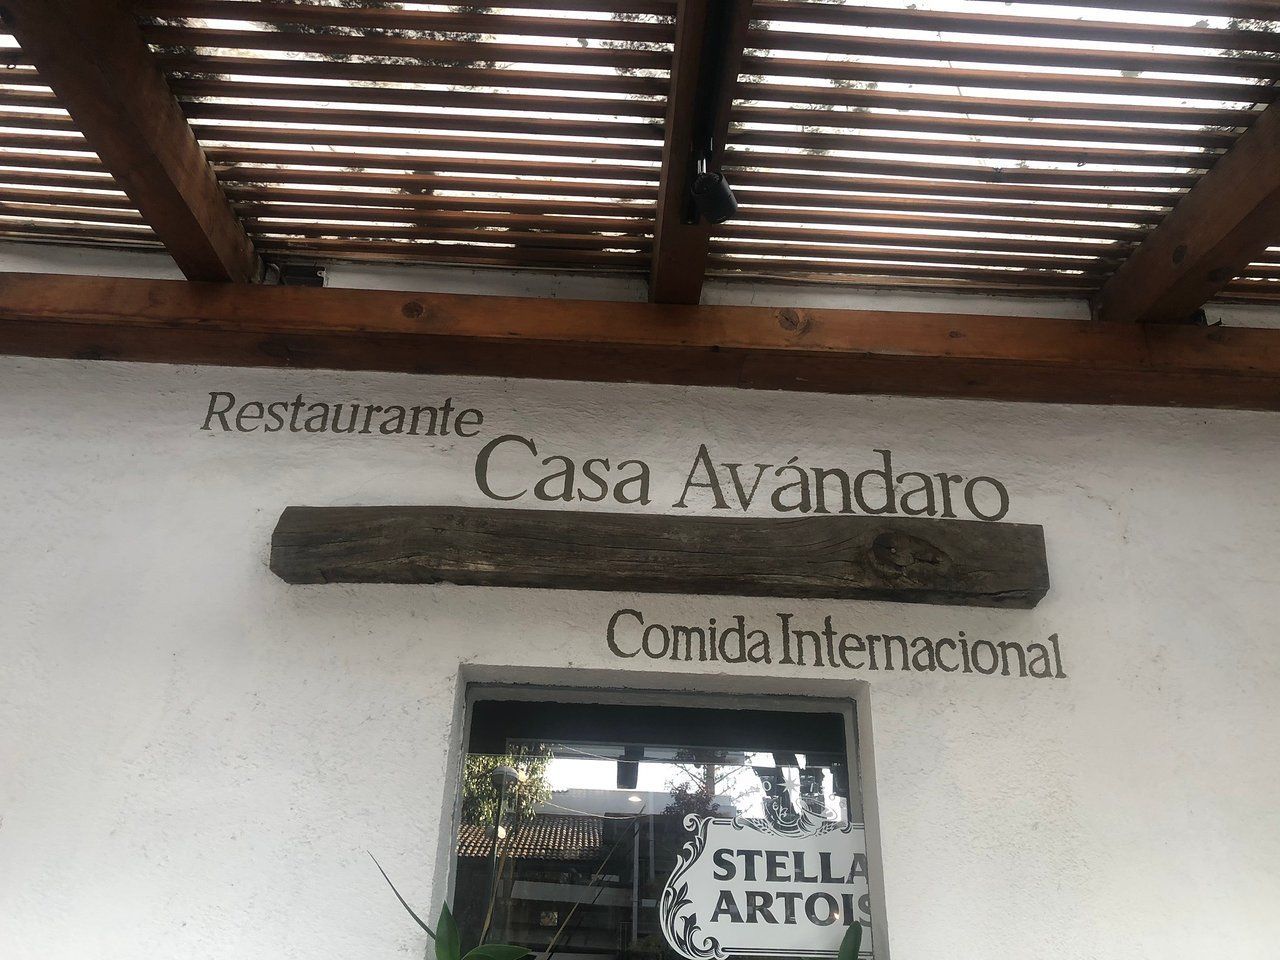 Restaurante
Casa Avándaro
Comida Internacional
STELLA
ARTOIS